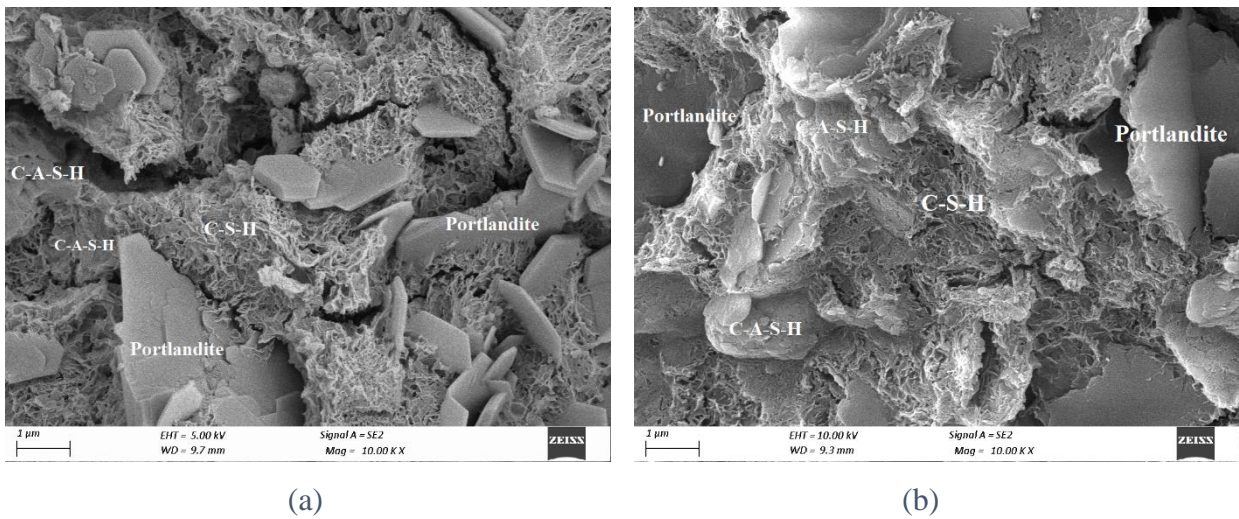 C-A-S-H
C-S-H
C-A-S-H
Portlandite
Portlandite
1 µm
EHT = 5.00 kV
WD = 9.7 mm
Signal A = SE2
Mag = 10.00 K X
ZEISS
(a)
Portlandite
C-A-S-H
Portlandite
C-S-H
C-A-S-H
1 µm
EHT = 10.00 kV
WD = 9.3 mm
Signal A = SE2
Mag = 10.00 K X
ZEISS
(b)